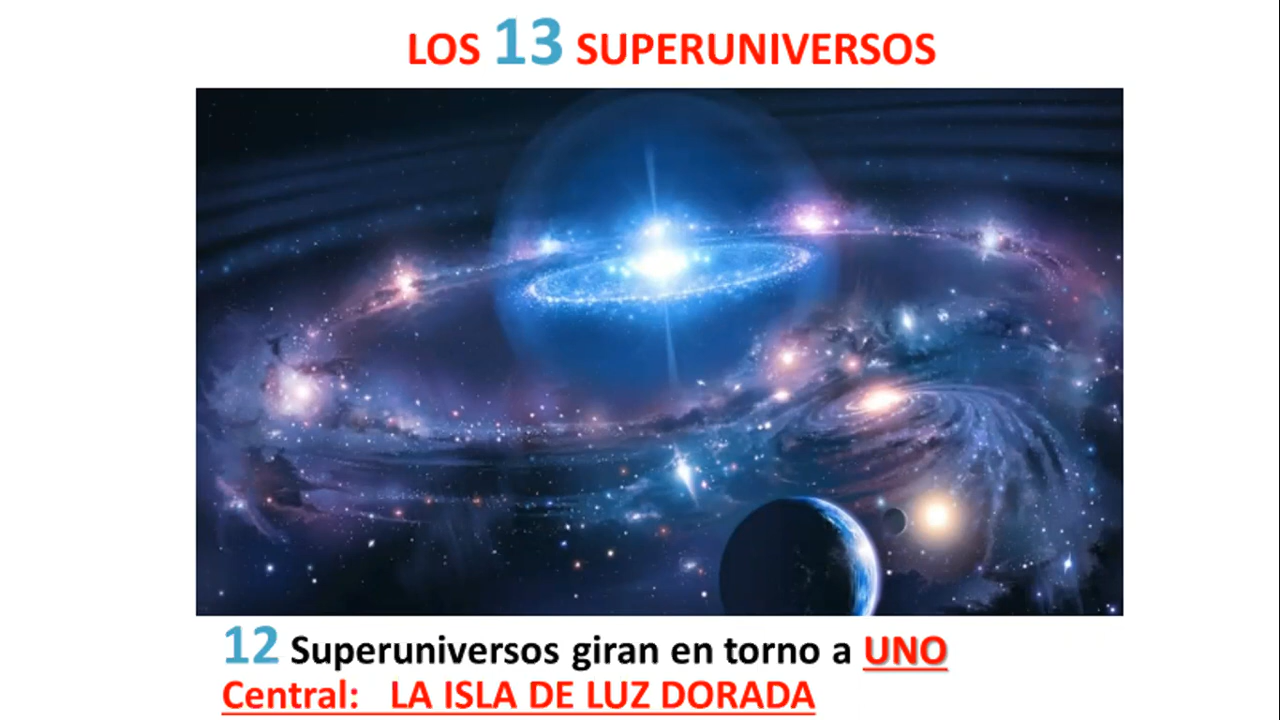 LOS 13 SUPERUNIVERSOS
12 Superuniversos giran en torno a UNO
Central: LA ISLA DE LUZ DORADA